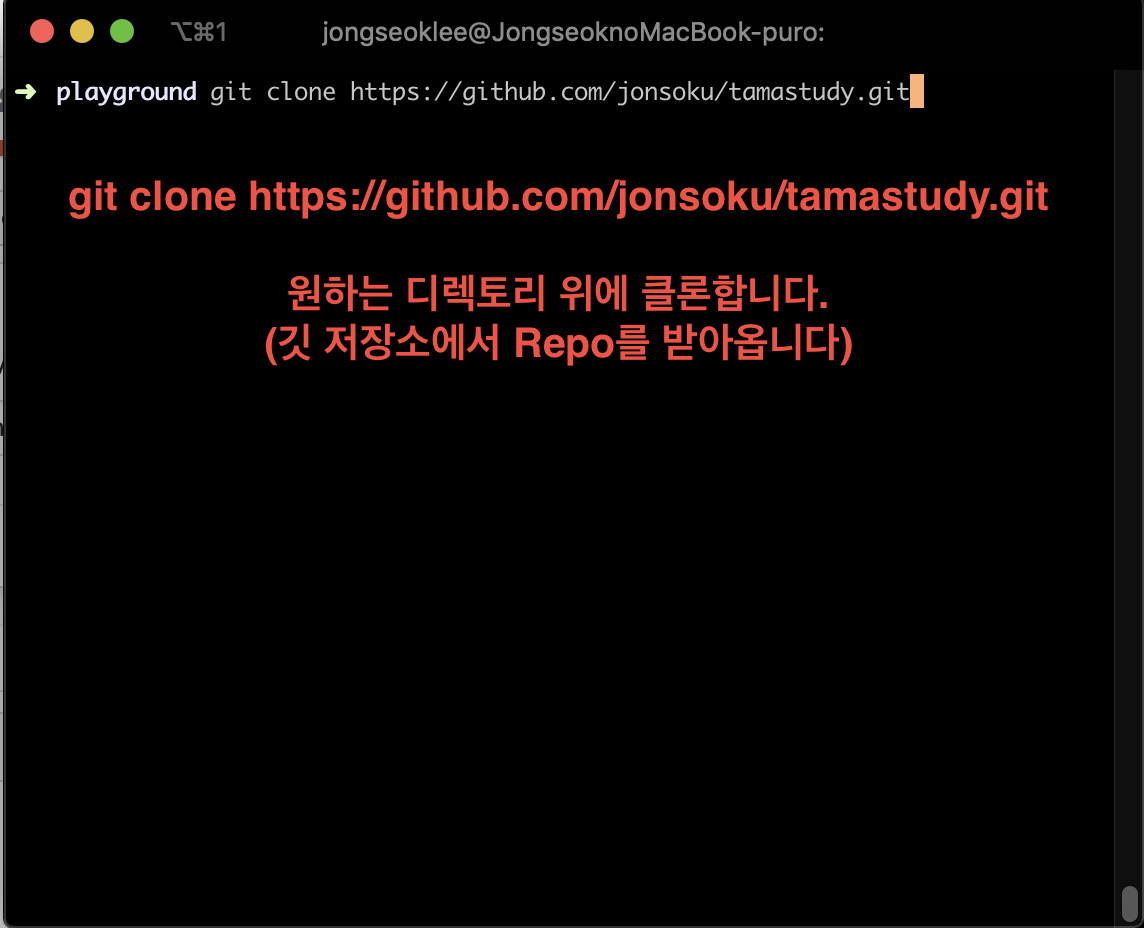 ⌥⌘1 jongseoklee@JongseoknoMacBook-puro:
➜ playground git clone https://github.com/jonsoku/tamastudy.git
git clone https://github.com/jonsoku/tamastudy.git
원하는 디렉토리 위에 클론합니다.
(깃 저장소에서 Repo를 받아옵니다)